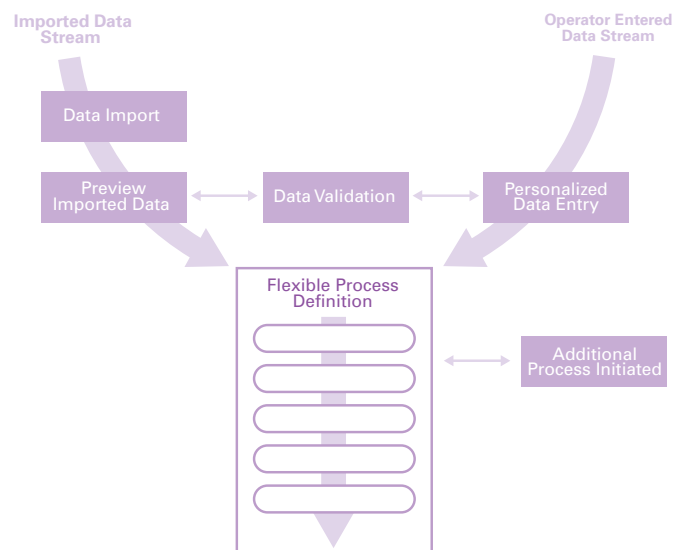 Imported Data
Stream
Operator Entered
Data Stream
Data Import
Preview
Imported Data
Data Validation
Personalized
Data Entry
Flexible Process
Definition
Additional
Process Initiated